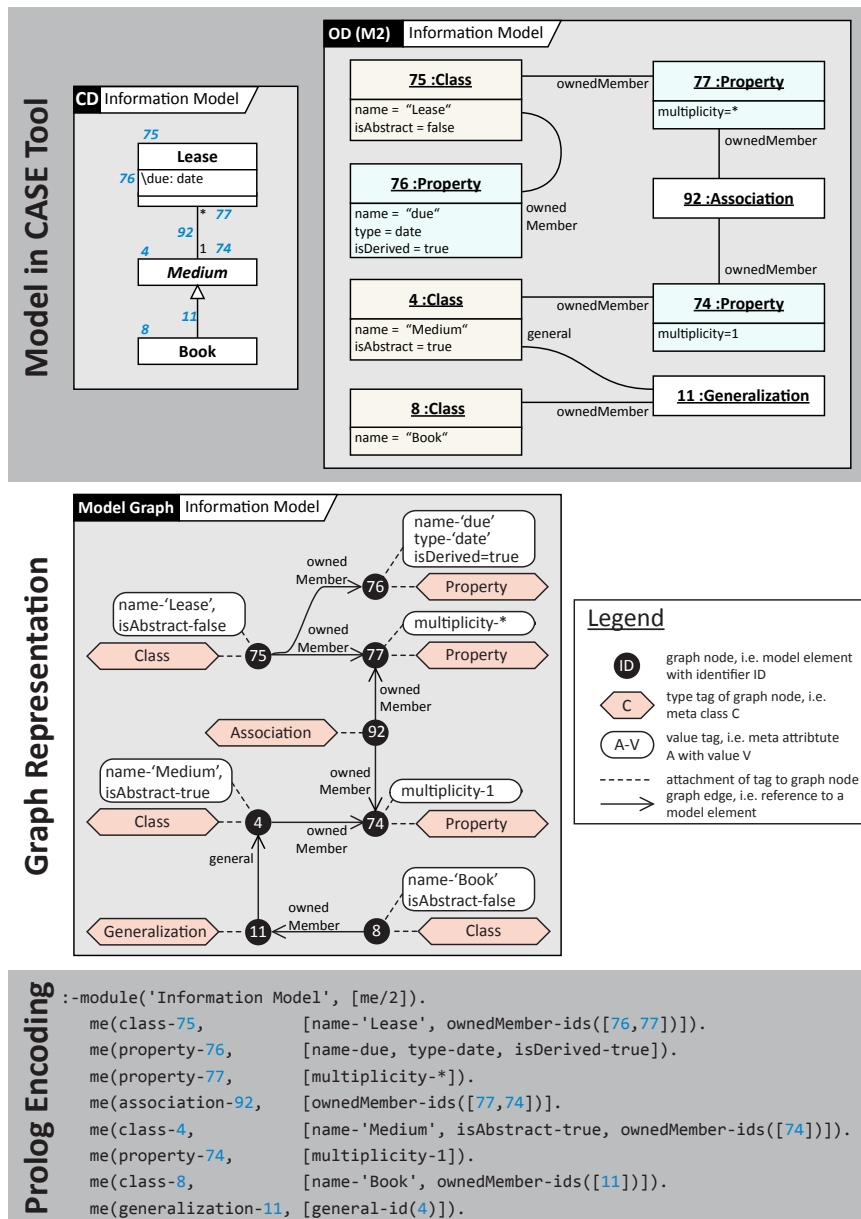 Model in CASE Tool
CD Information Model
75
Lease
76 \due: date
* 77
92
1 74
4
Medium
11
8
Book
OD (M2) Information Model
75 :Class
name = “Lease“
isAbstract = false
ownedMember
77 :Property
multiplicity=*
ownedMember
76 :Property
name = “due“
type = date
isDerived = true
owned
Member
92 :Association
ownedMember
4 :Class
name = “Medium“
isAbstract = true
ownedMember
general
74 :Property
multiplicity=1
8 :Class
name = “Book“
ownedMember
11 :Generalization
Graph Representation
Model Graph Information Model
name-‘due’
type-‘date’
isDerived=true
owned
Member
76
Property
name-‘Lease’,
isAbstract-false
Class
75
owned
Member
multiplicity-*
77
Property
owned
Member
Association
92
owned
Member
name-‘Medium’,
isAbstract-true
Class
4
owned
Member
multiplicity-1
74
Property
general
name-‘Book’
isAbstract-false
Generalization
11
owned
Member
8
Class
Legend
ID
graph node, i.e. model element
with identifier ID
C
type tag of graph node, i.e.
meta class C
A-V
value tag, i.e. meta attribtute
A with value V
attachment of tag to graph node
graph edge, i.e. reference to a
model element
Prolog Encoding
:-module('Information Model', [me/2]).
me(class-75, [name-'Lease', ownedMember-ids([76,77])]).
me(property-76, [name-due, type-date, isDerived-true]).
me(property-77, [multiplicity-*]).
me(association-92, [ownedMember-ids([77,74])].
me(class-4, [name-'Medium', isAbstract-true, ownedMember-ids([74])]).
me(property-74, [multiplicity-1]).
me(class-8, [name-'Book', ownedMember-ids([11])]).
me(generalization-11, [general-id(4)]).